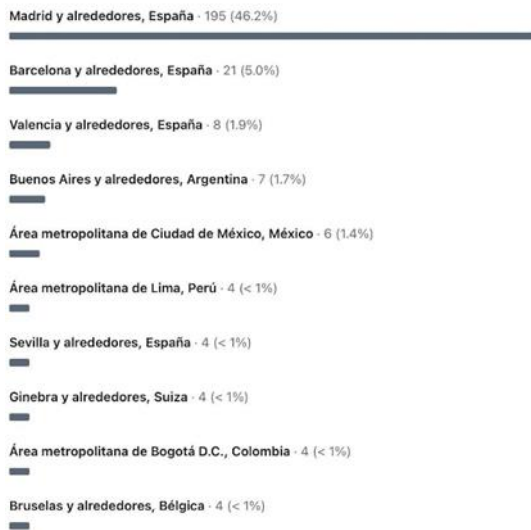 Madrid y alrededores, España · 195 (46.2%)
Barcelona y alrededores, España · 21 (5.0%)
Valencia y alrededores, España · 8 (1.9%)
Buenos Aires y alrededores, Argentina · 7 (1.7%)
Área metropolitana de Ciudad de México, México · 6 (1.4%)
Área metropolitana de Lima, Perú · 4 (< 1%)
Sevilla y alrededores, España · 4 (< 1%)
Ginebra y alrededores, Suiza · 4 (< 1%)
Área metropolitana de Bogotá D.C., Colombia · 4 (< 1%)
Bruselas y alrededores, Bélgica · 4 (< 1%)